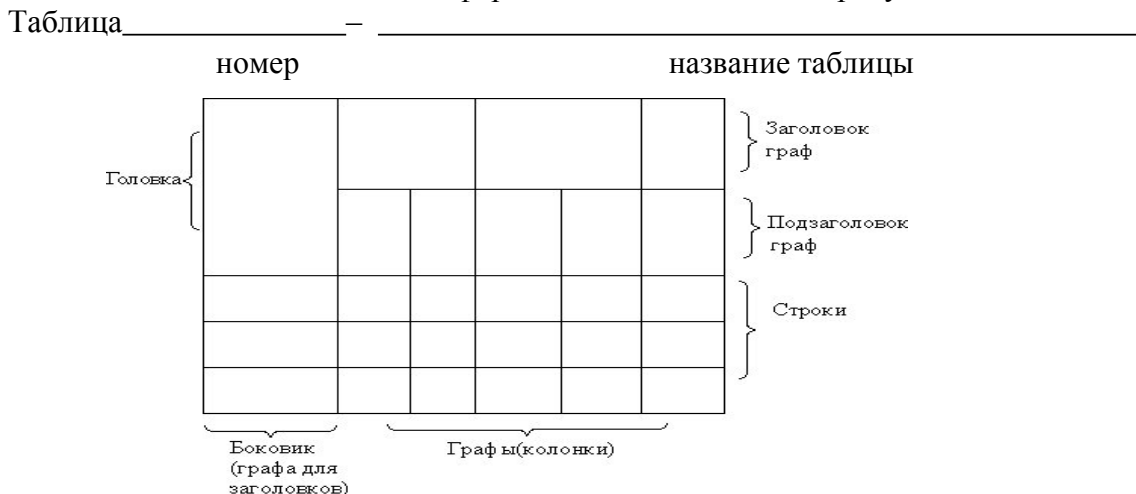 Таблица – 
номер название таблицы
Заголовок
граф
Головка
Подзаголовок
граф
Строки
Боковик
(графа для
заголовков)
Графы(колонки)